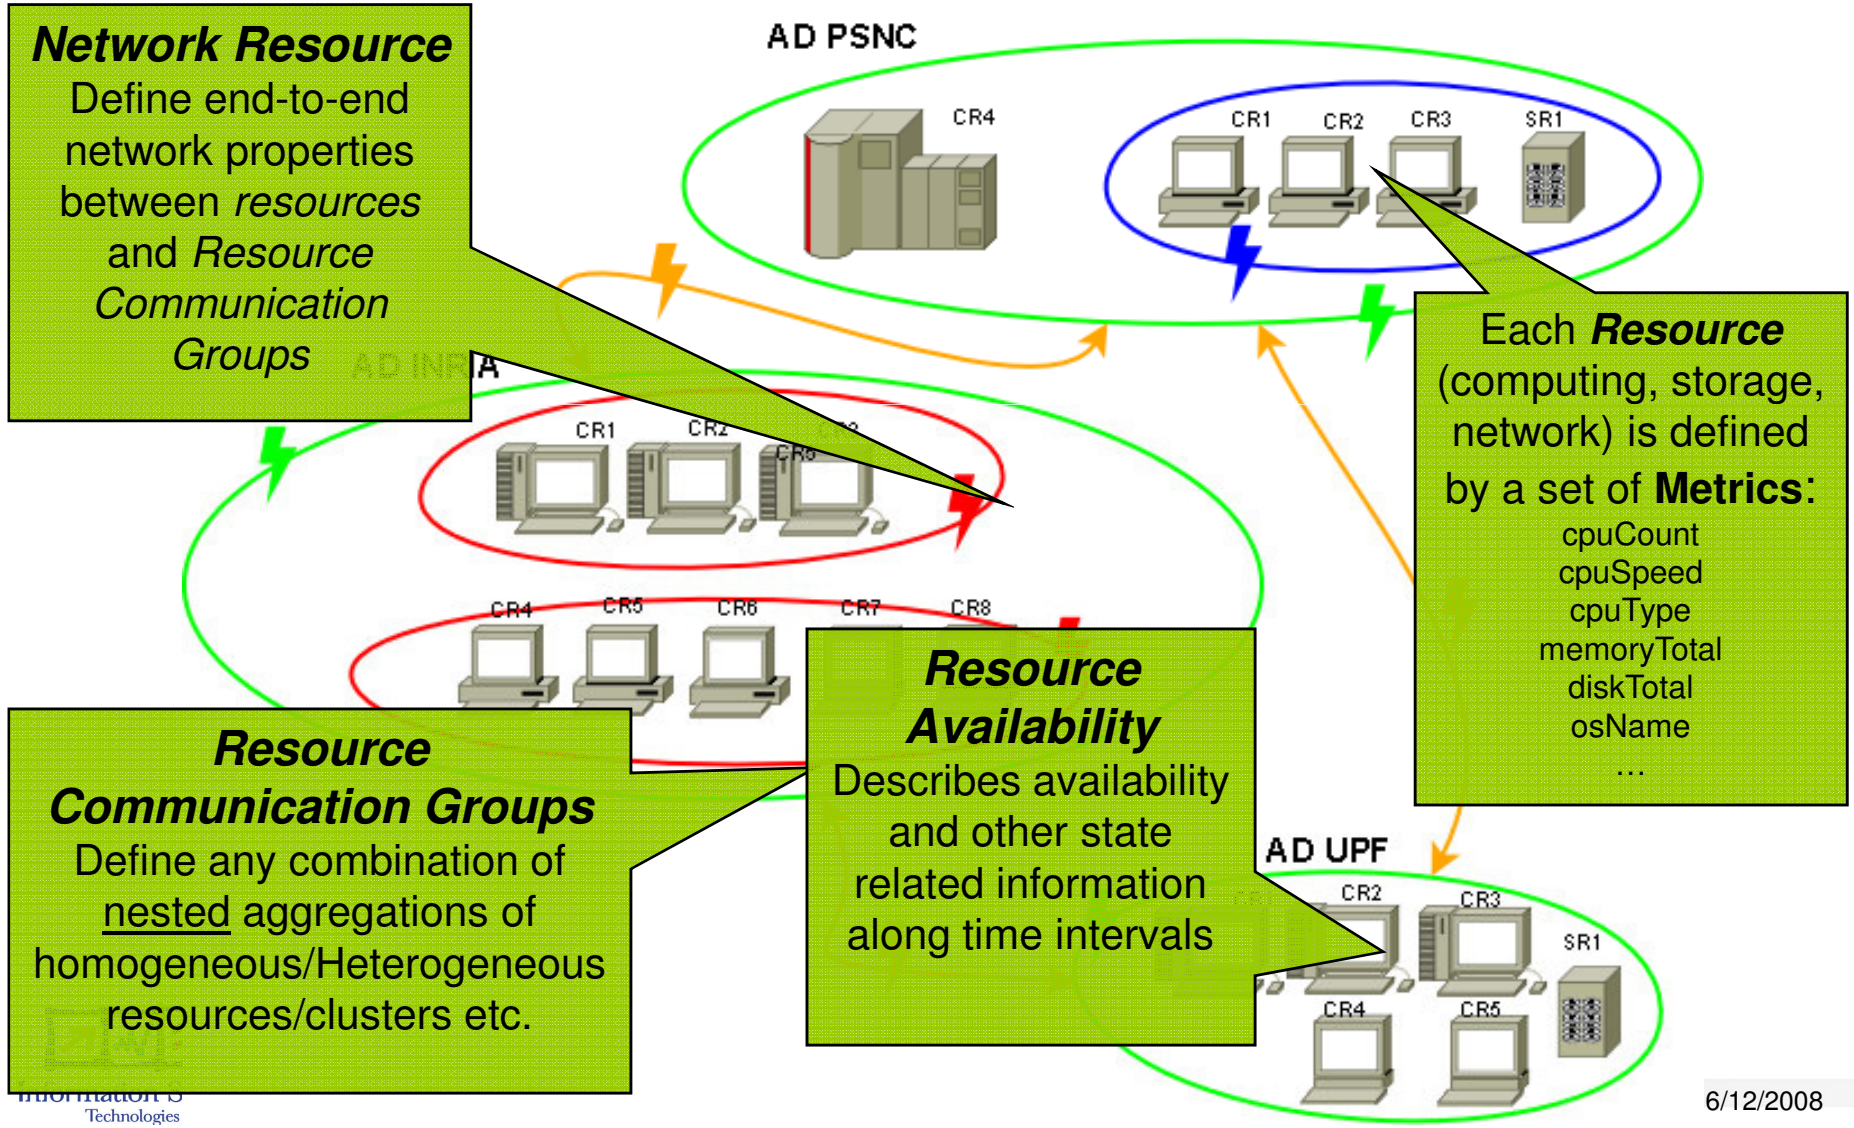 Network Resource
Define end-to-end
network properties
between resources
and Resource
Communication
Groups
AD PSNC
CR4
CR1
CR2
CR3
SR1
Each Resource
(computing, storage,
network) is defined
by a set of Metrics:
cpuCount
cpuSpeed
cpuType
memoryTotal
diskTotal
osName
...
AD INRIA
CR1
CR2
CR3
CR5
CR4
CR5
CR6
CR7
CR8
Resource
Communication Groups
Define any combination of
nested aggregations of
homogeneous/Heterogeneous
resources/clusters etc.
Resource
Availability
Describes availability
and other state
related information
along time intervals
AD UPF
CR1
CR2
CR3
SR1
CR4
CR5
Information S
Technologies
6/12/2008